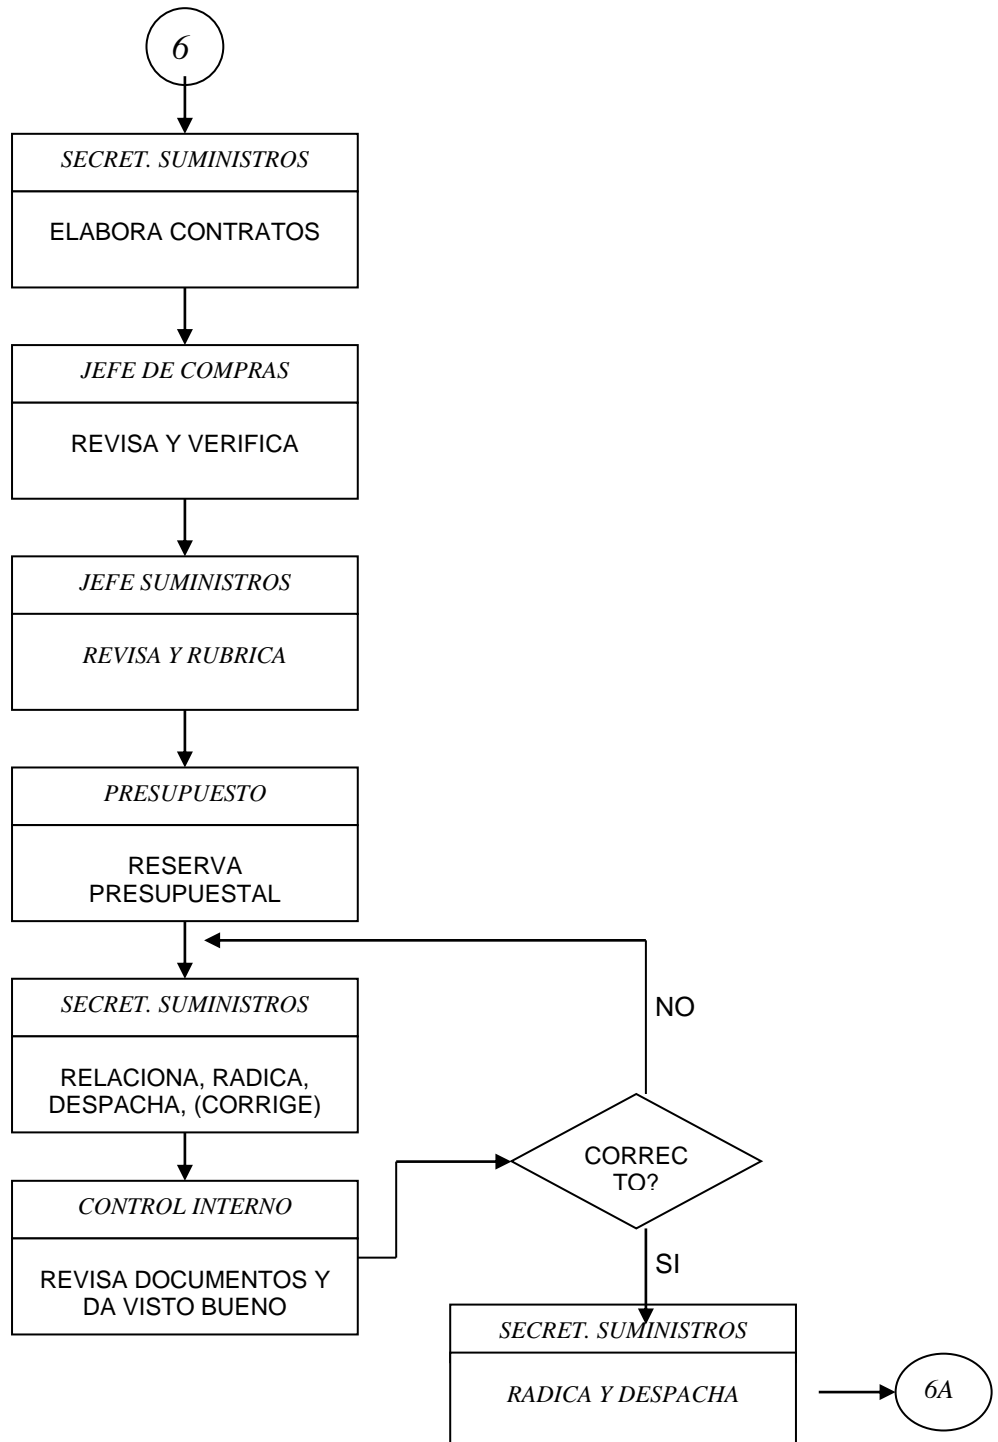 6
SECRET. SUMINISTROS
ELABORA CONTRATOS
JEFE DE COMPRAS
REVISA Y VERIFICA
JEFE SUMINISTROS
REVISA Y RUBRICA
PRESUPUESTO
RESERVA
PRESUPUESTAL
SECRET. SUMINISTROS
RELACIONA, RADICA,
DESPACHA, (CORRIGE)
NO
CORREC
TO?
CONTROL INTERNO
REVISA DOCUMENTOS Y
DA VISTO BUENO
SI
SECRET. SUMINISTROS
RADICA Y DESPACHA
6A